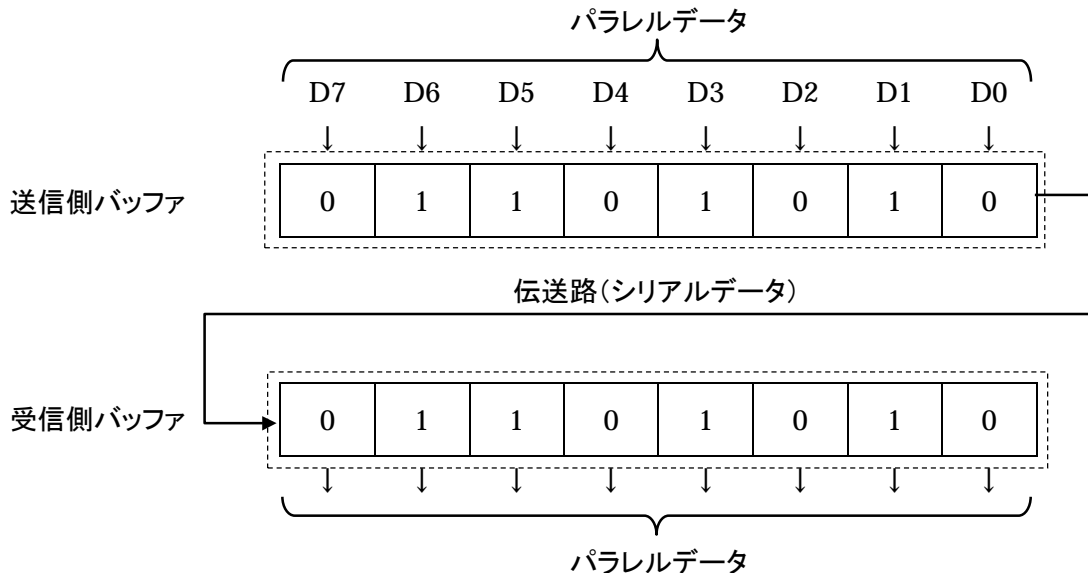 パラレルデータ
D7 D6 D5 D4 D3 D2 D1 D0
↓ ↓ ↓ ↓ ↓ ↓ ↓ ↓
送信側バッファ 0 1 1 0 1 0 1 0
伝送路(シリアルデータ)
受信側バッファ 0 1 1 0 1 0 1 0
↓ ↓ ↓ ↓ ↓ ↓ ↓ ↓
パラレルデータ